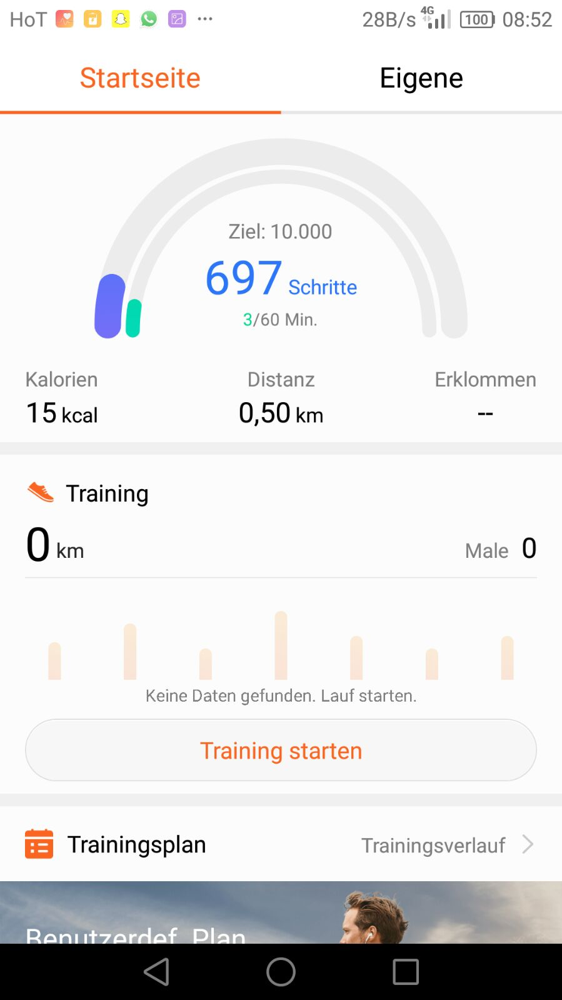 HoT 28B/s 4G 100 08:52
Startseite Eigene
Ziel: 10.000
697 Schritte
3/60 Min.
Kalorien Distanz Erklommen
15 kcal 0,50 km --
Training
0 km Male 0
Keine Daten gefunden. Lauf starten.
Training starten
Trainingsplan Trainingsverlauf
Benutzerdef. Plan